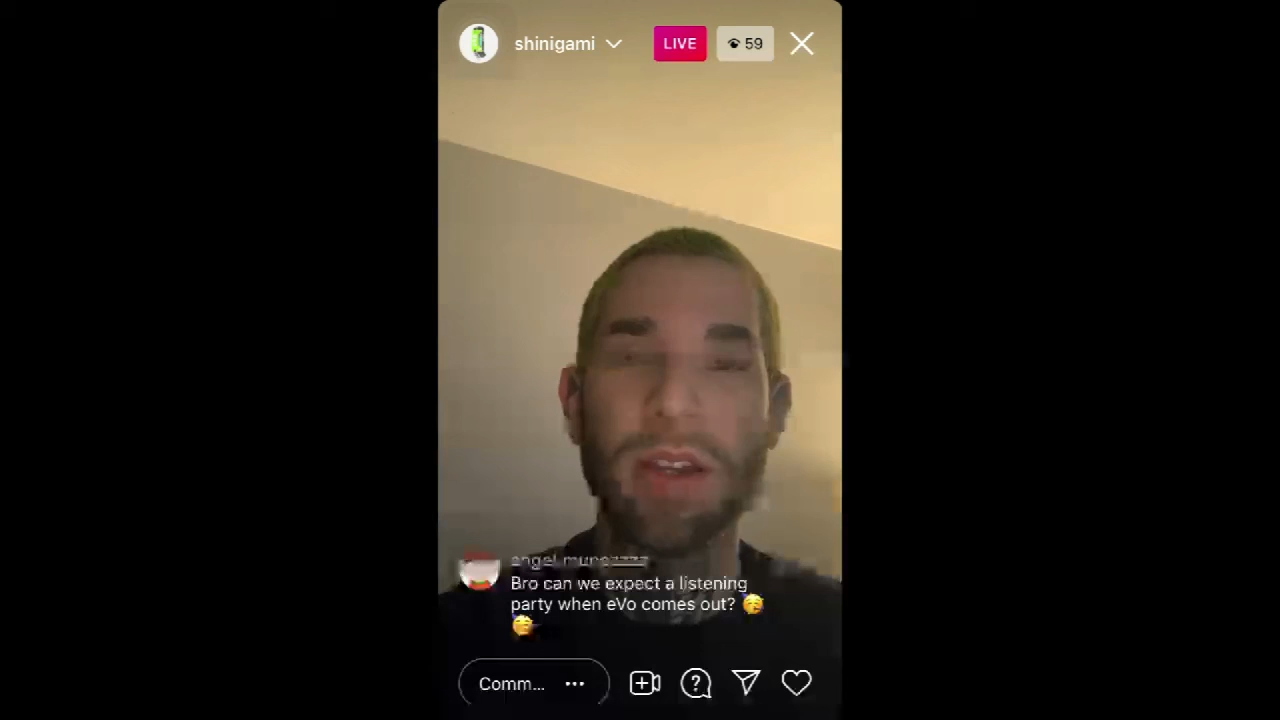 shinigami
LIVE
59
Bro can we expect a listening
party when eVo comes out? 🥳
🥳
Comm...